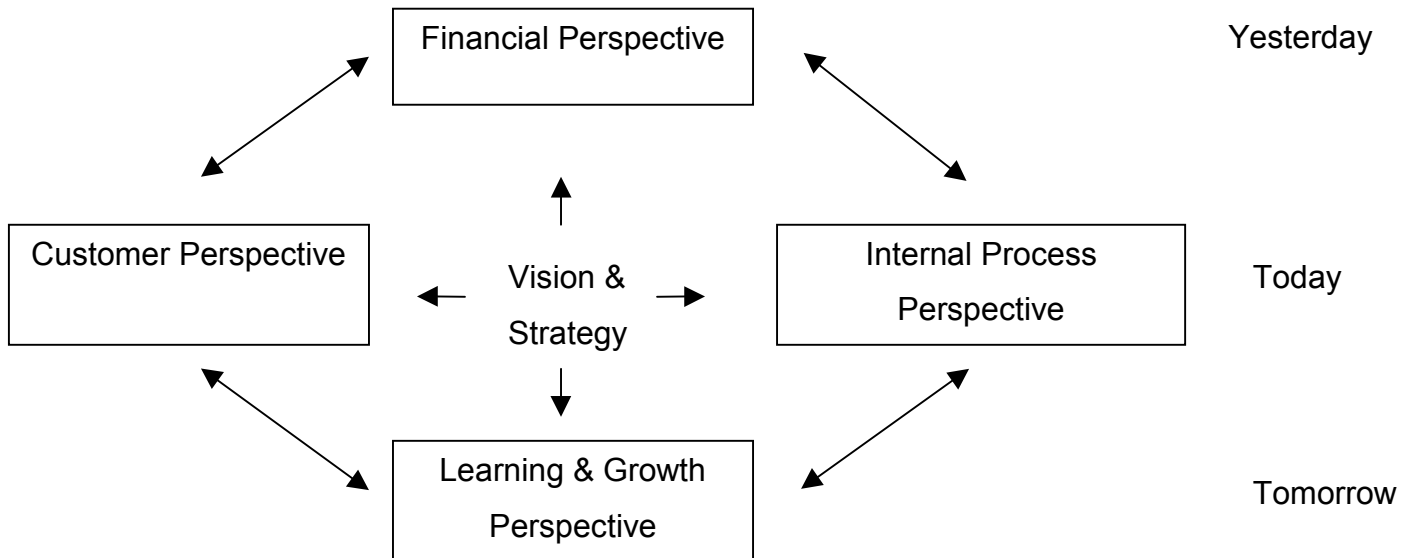 Financial Perspective
Yesterday
Customer Perspective
Vision &
Strategy
Internal Process
Perspective
Today
Learning & Growth
Perspective
Tomorrow